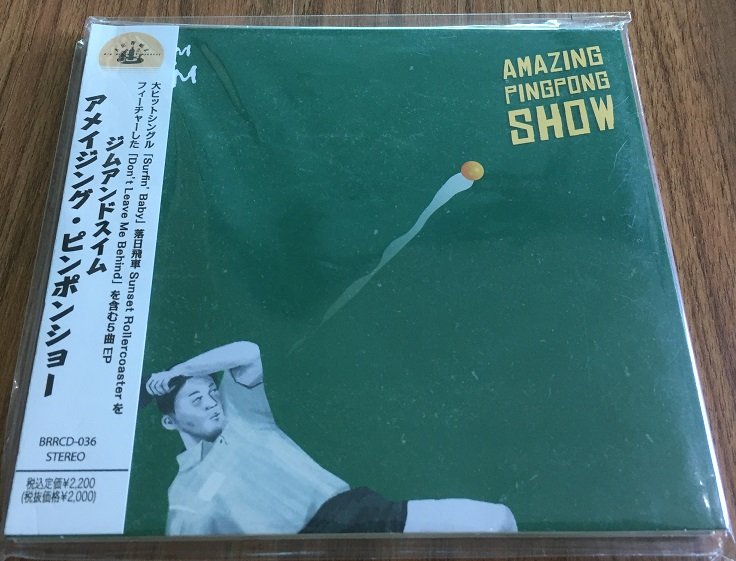 AMAZING
PINGPONG
SHOW
M
M
大ヒットシングル「Surfin' Baby」落日飛車 Sunset Rollercoaster を
フィーチャーした「Don't Leave Me Behind」を含む5曲 EP
ジムアンドスイム
アメイジング・ピンポンショー
BRRCD-036
STEREO
税込定価¥2,200
(税抜価格¥2,000)